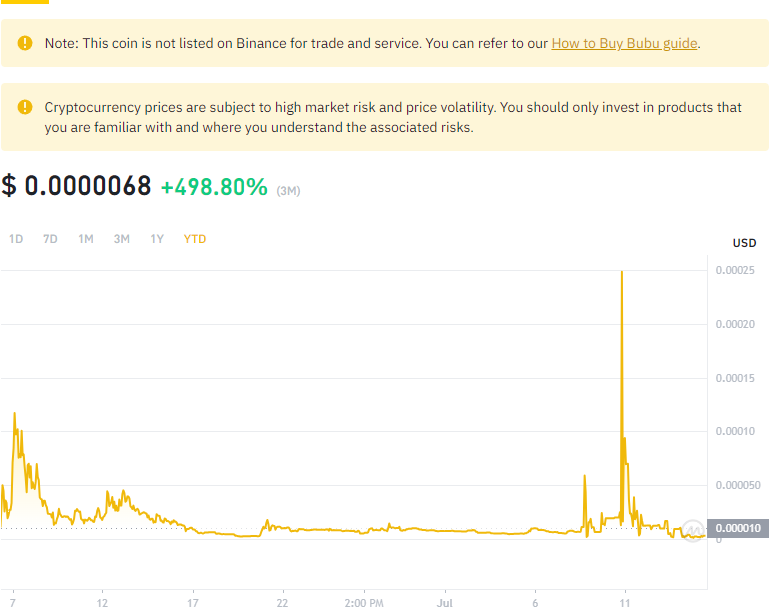 Note: This coin is not listed on Binance for trade and service. You can refer to our How to Buy Bubu guide.
Cryptocurrency prices are subject to high market risk and price volatility. You should only invest in products that
you are familiar with and where you understand the associated risks.
$ 0.0000068 +498.80% (3M)
1D 7D 1M 3M 1Y YTD
USD
0.00025
0.00020
0.00015
0.00010
0.000050
0.000010
0
7 12 17 22 2:00 PM Jul 6 11